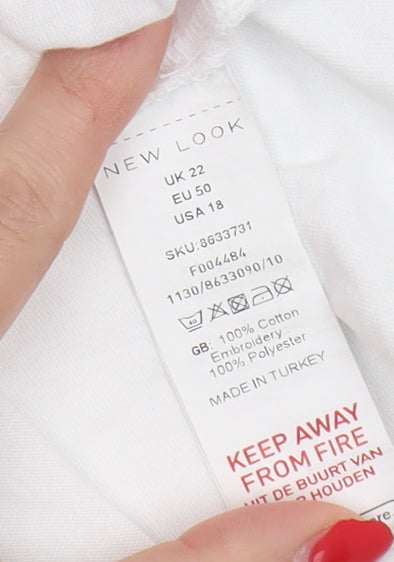 NEW LOOK
UK 22
EU 50
USA 18
SKU:8633731
F004484
1130/8633090/10
GB: 100% Cotton
Embroidery
100% Polyester
MADE IN TURKEY
KEEP AWAY
FROM FIRE
UIT DE BUURT VAN
HOUDEN